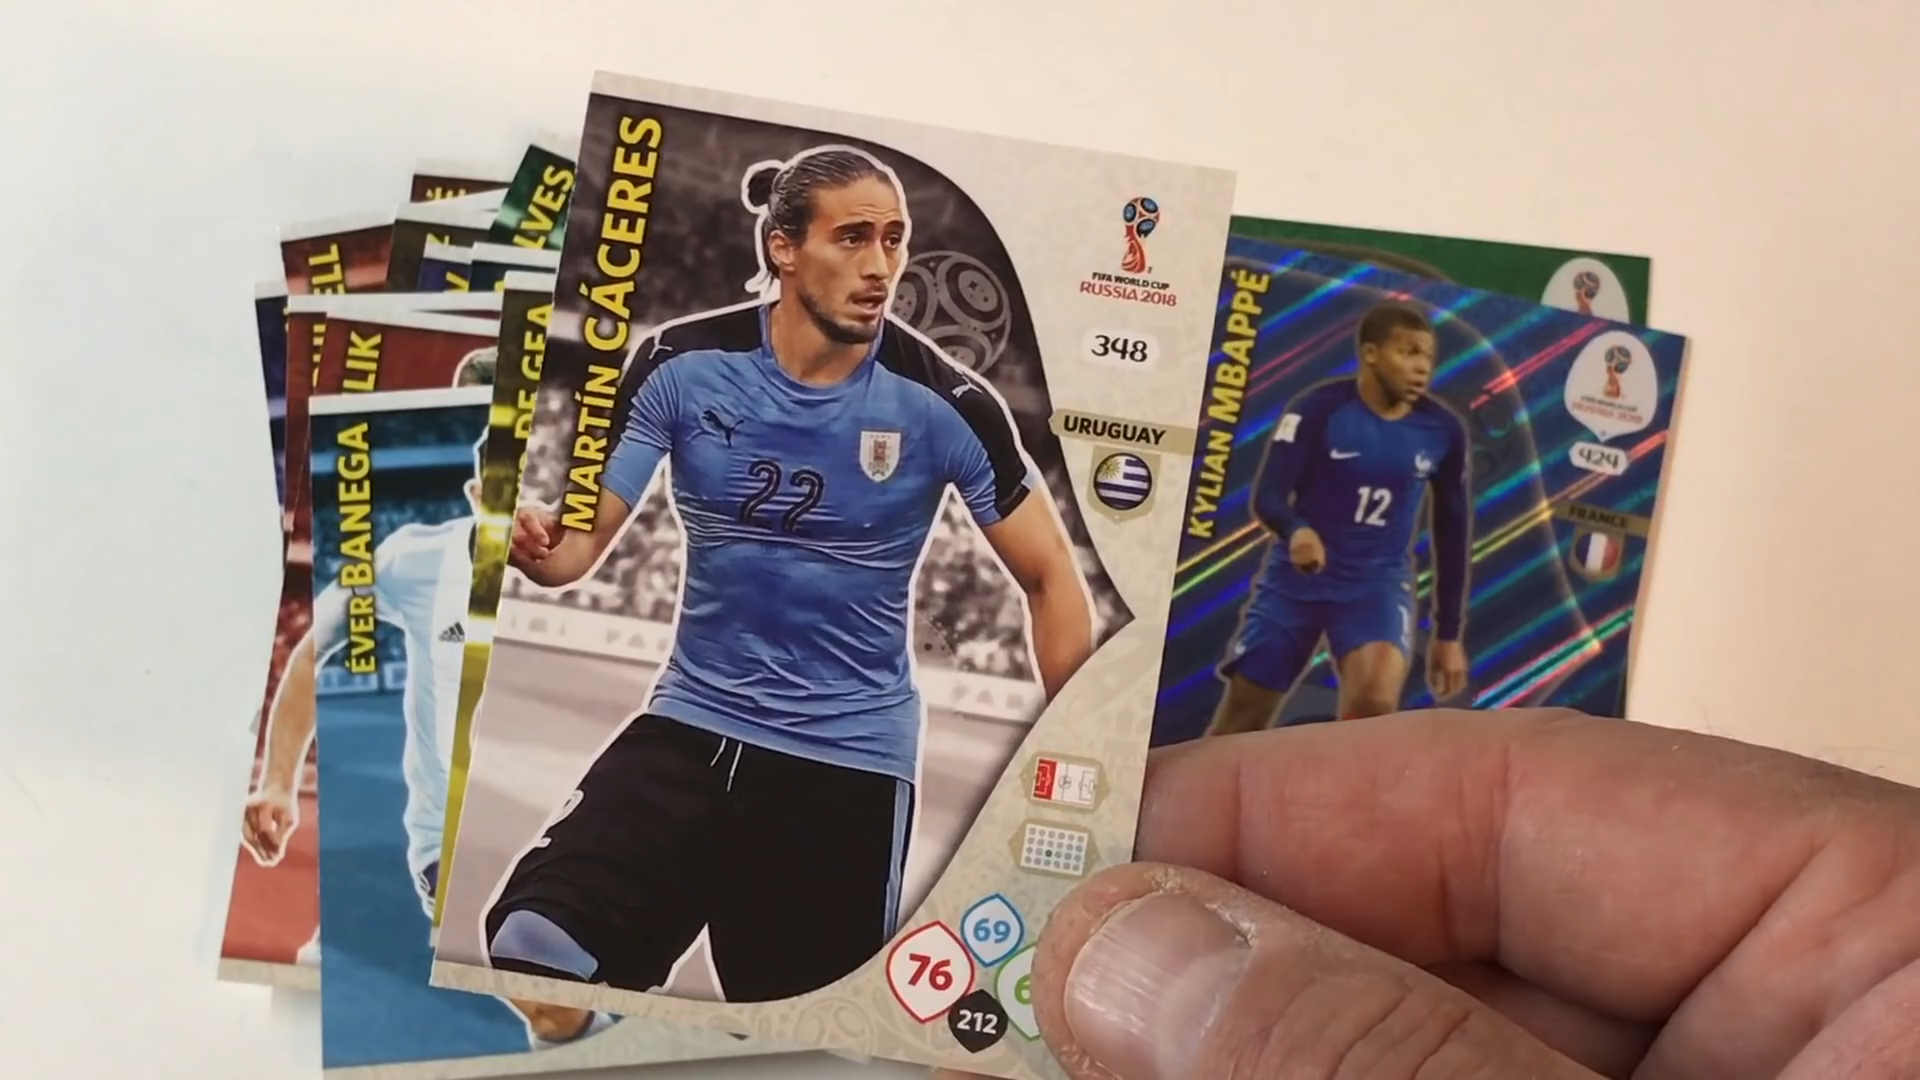 MARTÍN CÁCERES
22
FIFA WORLD CUP
RUSSIA 2018
348
URUGUAY
69
76
212
KYLIAN MBAPPÉ
12
424
FRANCE
ÉVER BANEGA
DE GEA